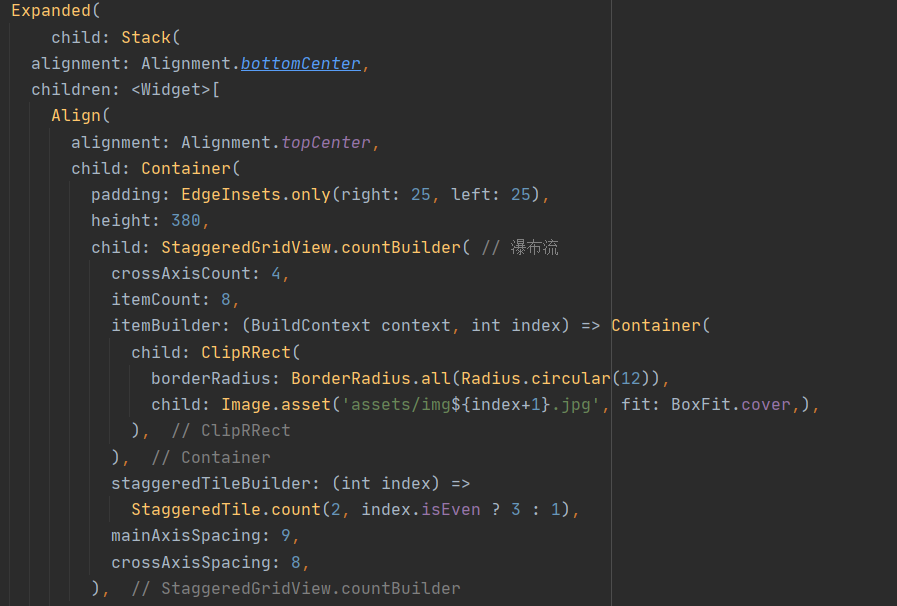 Expanded(
child: Stack(
alignment: Alignment.bottomCenter,
children: <Widget>[
Align(
alignment: Alignment.topCenter,
child: Container(
padding: EdgeInsets.only(right: 25, left: 25),
height: 380,
child: StaggeredGridView.countBuilder( // 瀑布流
crossAxisCount: 4,
itemCount: 8,
itemBuilder: (BuildContext context, int index) => Container(
child: ClipRRect(
borderRadius: BorderRadius.all(Radius.circular(12)),
child: Image.asset('assets/img${index+1}.jpg', fit: BoxFit.cover,),
), // ClipRRect
), // Container
staggeredTileBuilder: (int index) =>
StaggeredTile.count(2, index.isEven ? 3 : 1),
mainAxisSpacing: 9,
crossAxisSpacing: 8,
), // StaggeredGridView.countBuilder